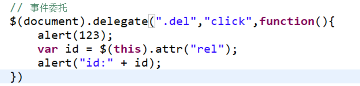 // 事件委托
$(document).delegate(".del","click",function(){
    alert(123);
    var id = $(this).attr("rel");
    alert("id:" + id);
})